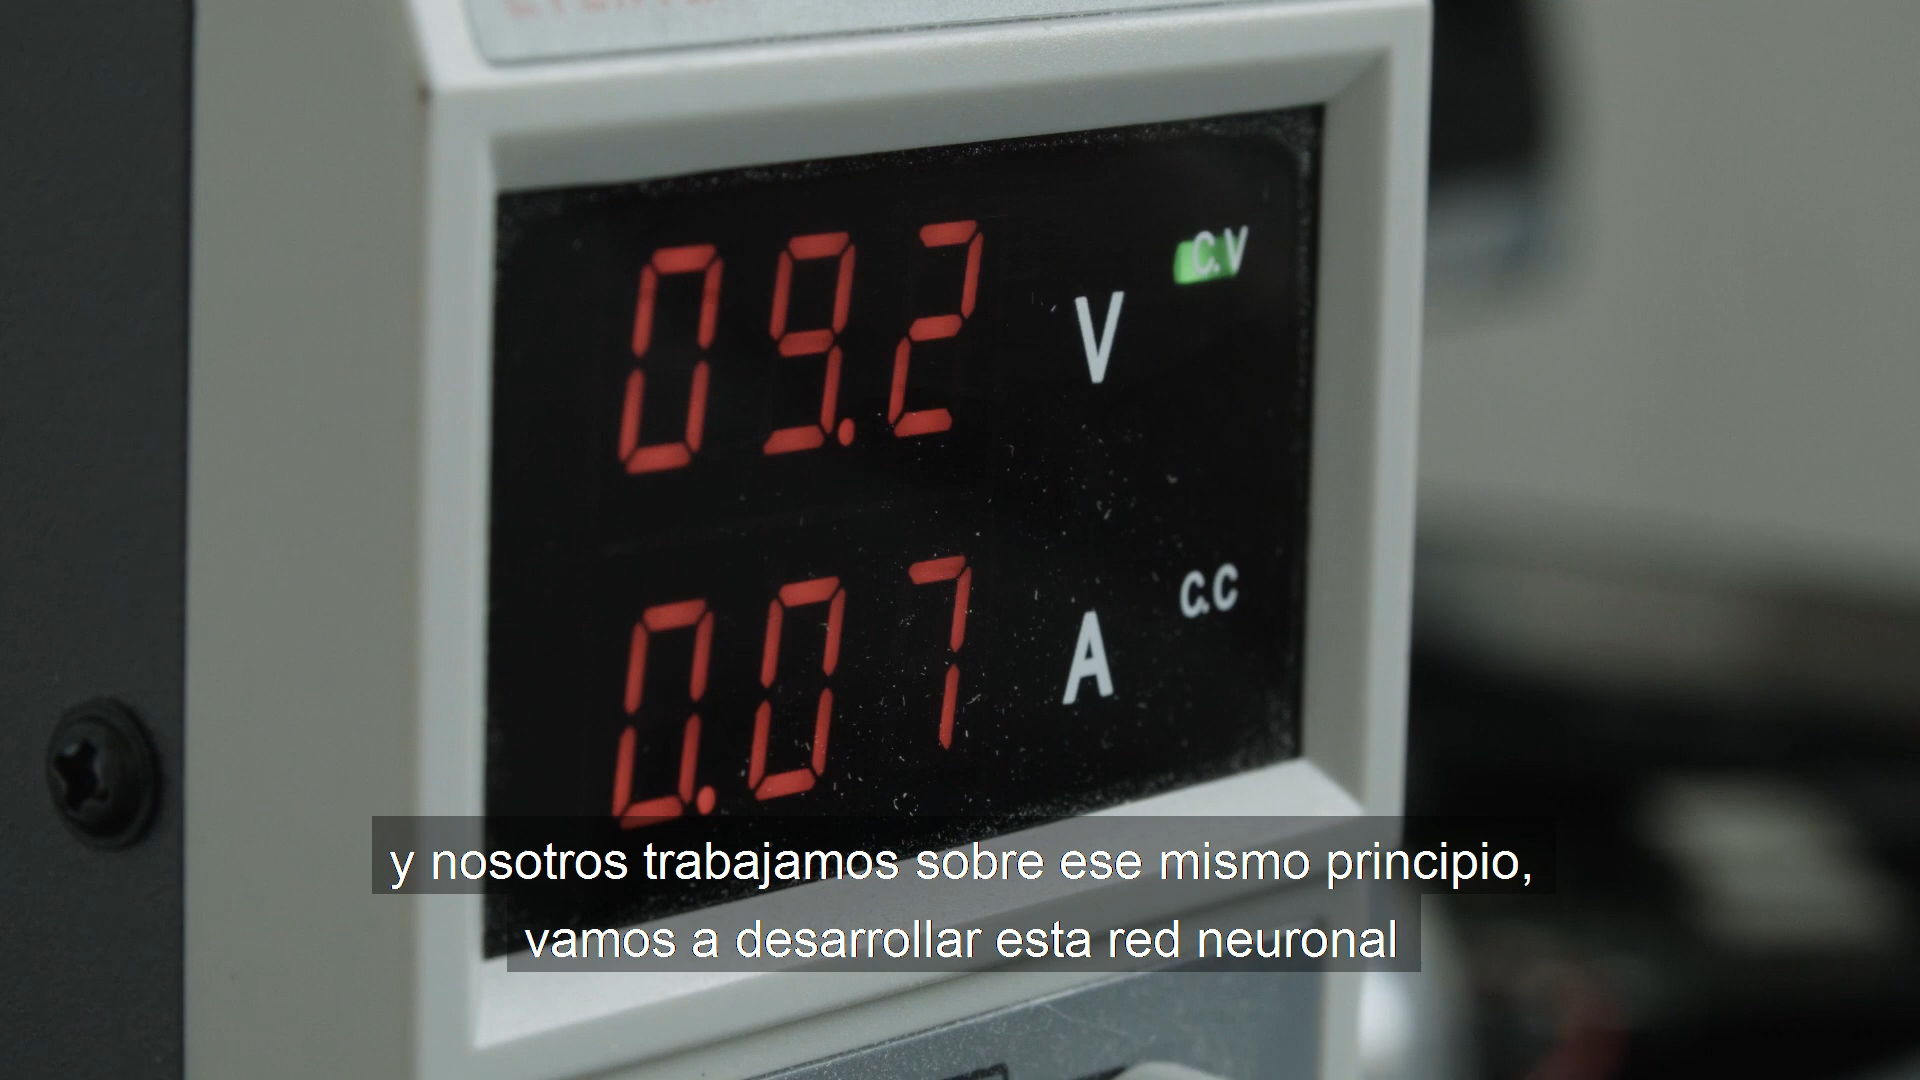 09.2 V C.V
0.07 A C.C
y nosotros trabajamos sobre ese mismo principio,
vamos a desarrollar esta red neuronal